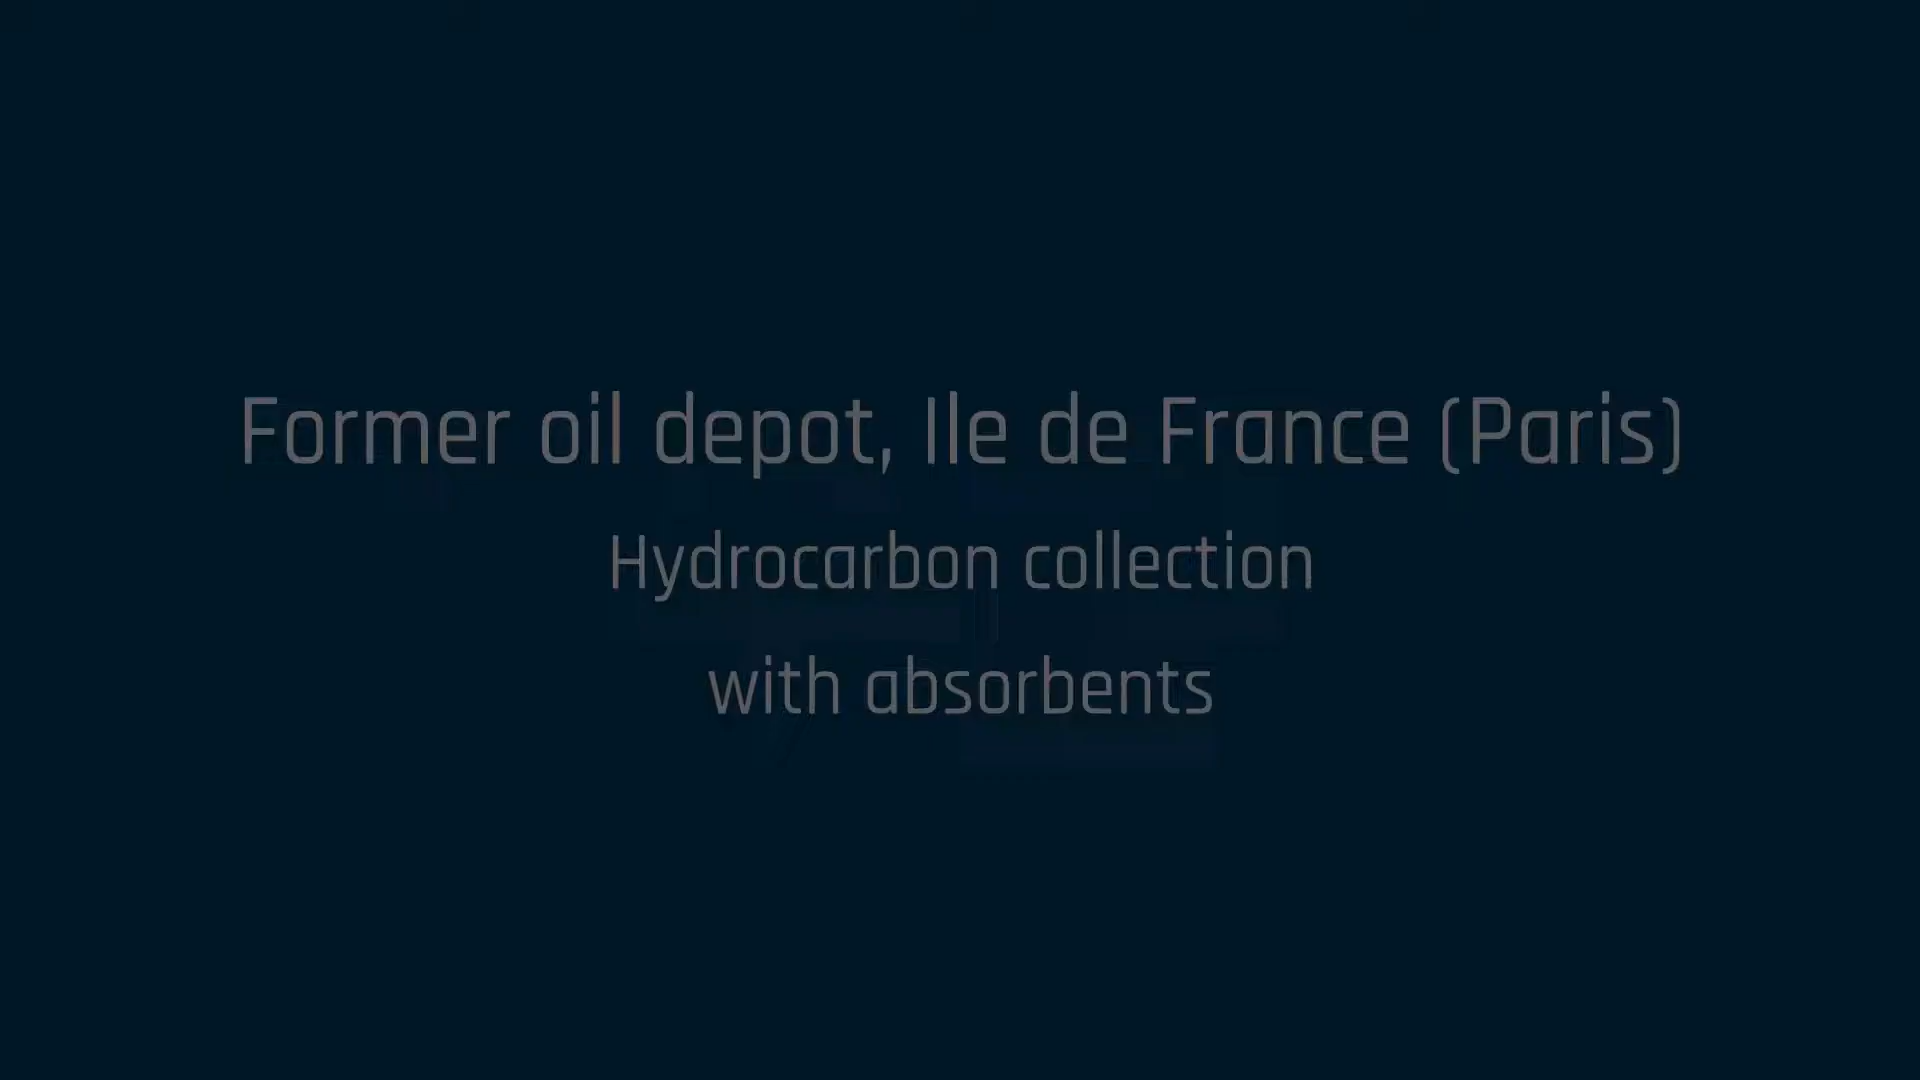 Former oil depot, Ile de France (Paris)
Hydrocarbon collection
with absorbents